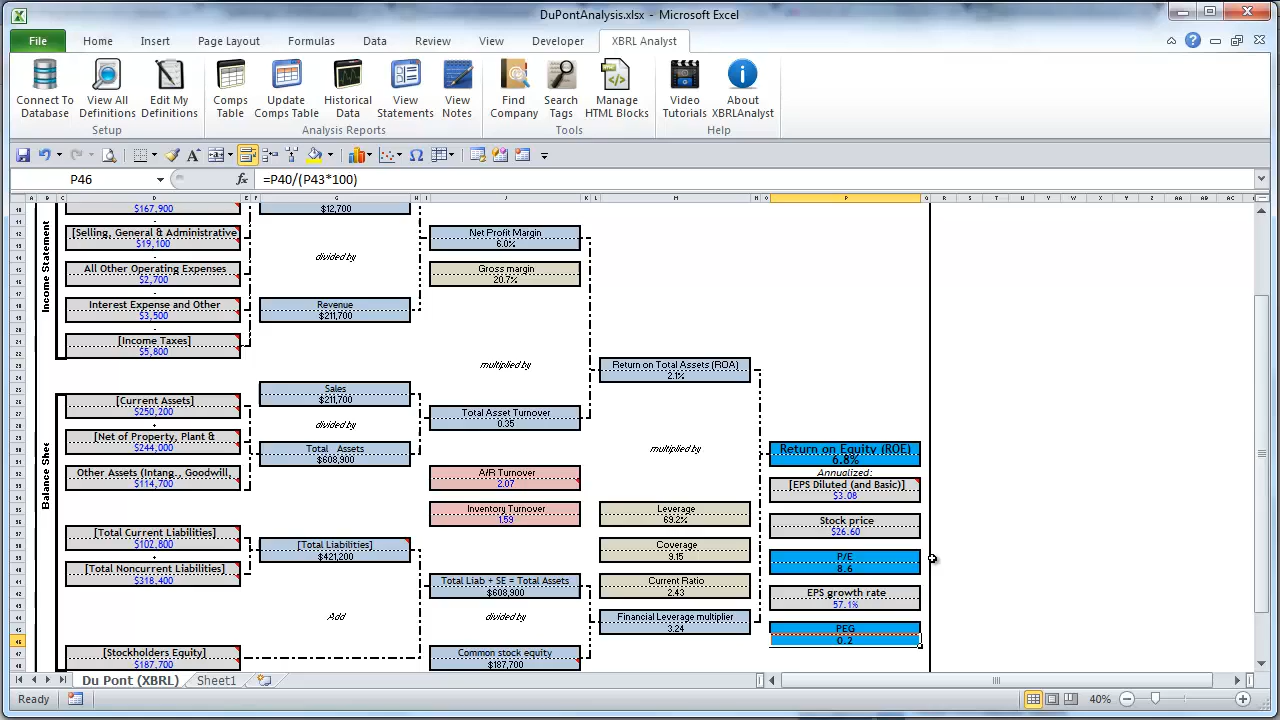 DuPontAnalysis.xlsx - Microsoft Excel
File Home Insert Page Layout Formulas Data Review View Developer XBRL Analyst
Connect To Database
View All Definitions
Edit My Definitions
Comps Table
Update Comps Table
Historical Data
View Statements
View Notes
Find Company
Search Tags
Manage HTML Blocks
Video Tutorials
About XBRLAnalyst
Setup Analysis Reports Tools Help
P46 fx =P40/(P43*100)
Income Statement
$167,900
-
[Selling, General & Administrative
$19,100
-
All Other Operating Expenses
$2,700
-
Interest Expense and Other
$3,500
-
[Income Taxes]
$5,800
Balance Shee
[Current Assets]
$250,200
+
[Net of Property, Plant &
$244,000
+
Other Assets (Intang., Goodwill,
$114,700
[Total Current Liabilities]
$102,800
+
[Total Noncurrent Liabilities]
$318,400
[Stockholders Equity]
$187,700
$12,700
divided by
Revenue
$211,700
Sales
$211,700
divided by
Total Assets
$608,900
[Total Liabilities]
$421,200
Add
Net Profit Margin
6.0%
Gross margin
20.7%
multiplied by
Total Asset Turnover
0.35
A/R Turnover
2.07
Inventory Turnover
1.59
Total Liab + SE = Total Assets
$608,900
divided by
Common stock equity
$187,700
Return on Total Assets (ROA)
2.1%
multiplied by
Leverage
69.2%
Coverage
9.15
Current Ratio
2.43
Financial Leverage multiplier
3.24
Return on Equity (ROE)
6.8%
Annualized:
[EPS Diluted (and Basic)]
$3.08
Stock price
$26.60
P/E
8.6
EPS growth rate
57.1%
PEG
0.2
Du Pont (XBRL) Sheet1
Ready 40%